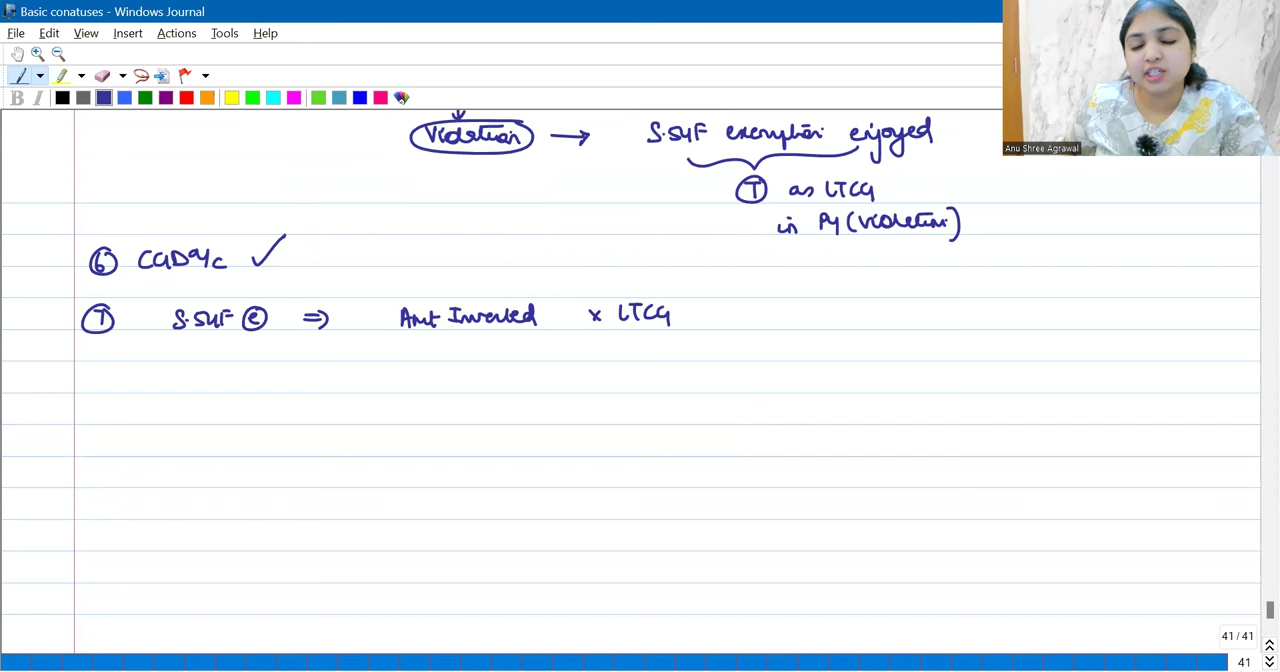 Basic conatuses - Windows Journal
File Edit View Insert Actions Tools Help
B I
Anu Shree Agrawal
Violation → S.54F exemption enjoyed
T as LTCG
in Py (Violation)
6 CGDA/c ✓
7 S.54F e ⇒ Amt Invested x LTCG
41 / 41
41